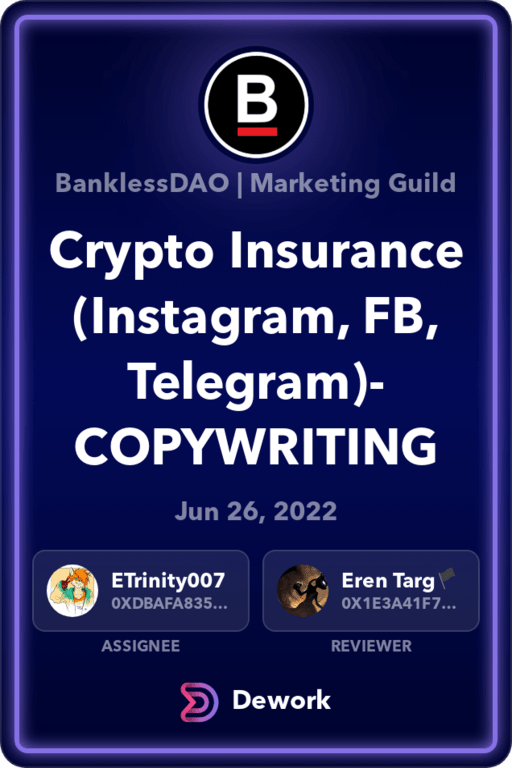 B
BanklessDAO | Marketing Guild
Crypto Insurance
(Instagram, FB,
Telegram)-
COPYWRITING
Jun 26, 2022
ETrinity007
0XDBAFA835...
Eren Targ🏴
0X1E3A41F7...
ASSIGNEE
REVIEWER
Dework